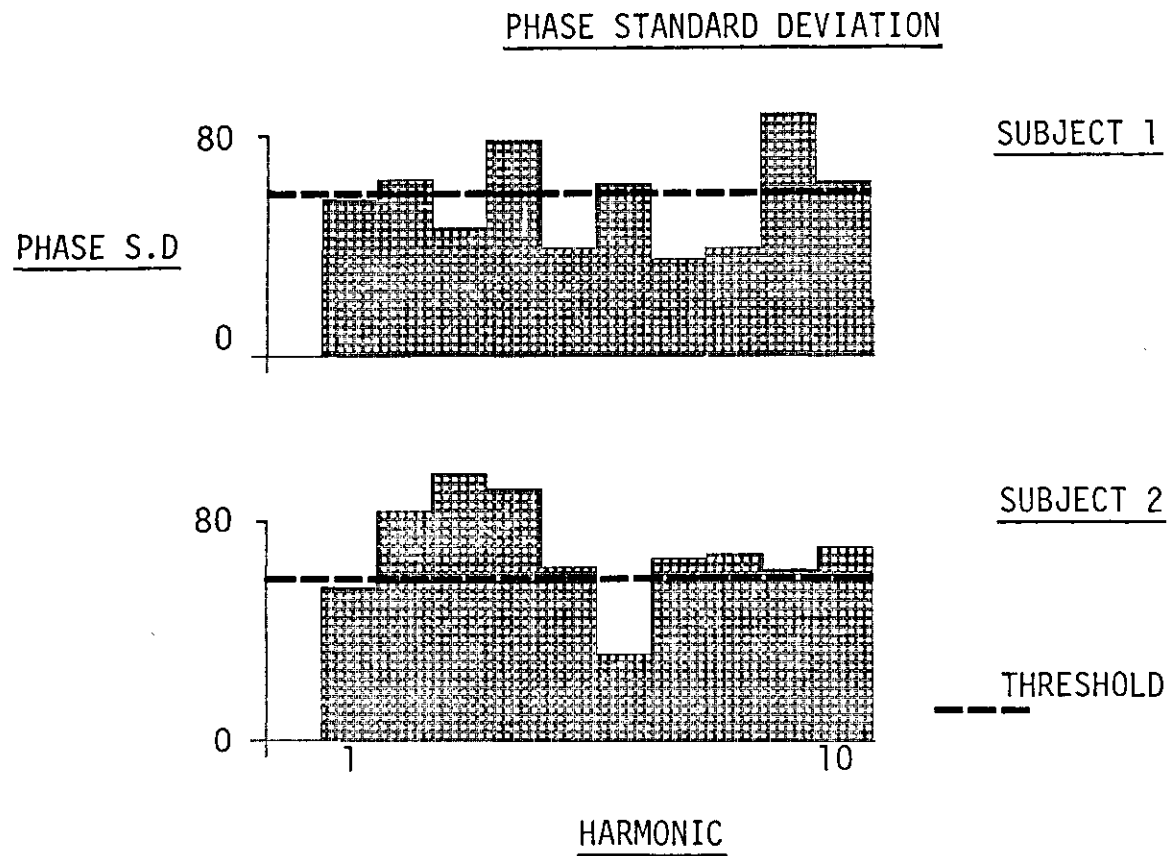 PHASE STANDARD DEVIATION
80
SUBJECT 1
PHASE S.D
0
80
SUBJECT 2
THRESHOLD
0
1
10
HARMONIC